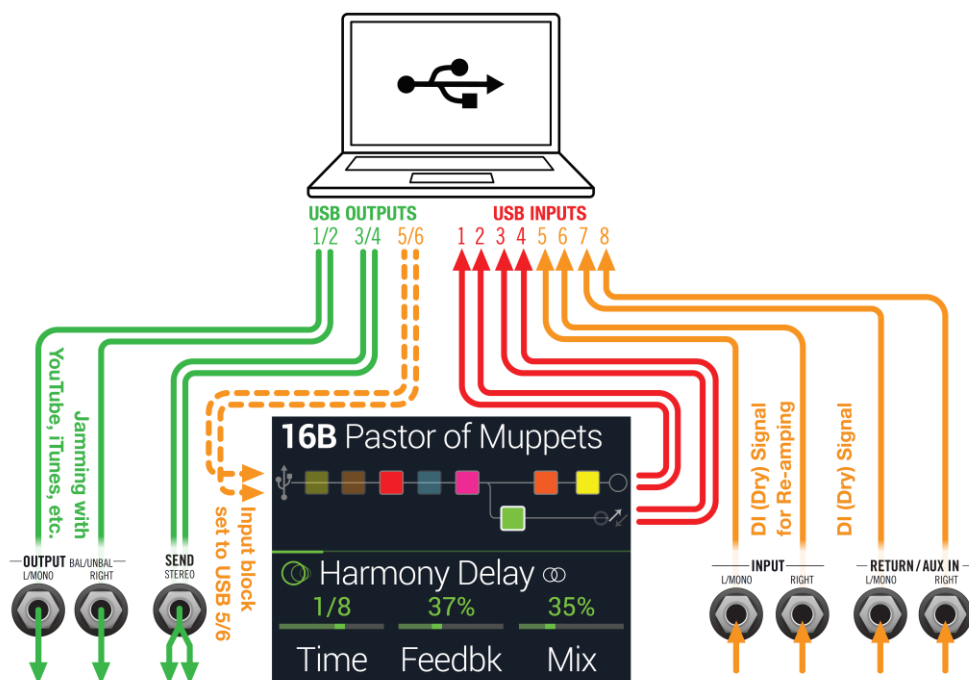 USB OUTPUTS
1/2 3/4 5/6
USB INPUTS
1 2 3 4 5 6 7 8
YouTube, iTunes, etc.
Jamming with
Input block
set to USB 5/6
16B Pastor of Muppets
Harmony Delay
1/8 37% 35%
Time Feedbk Mix
DI (Dry) Signal
for Re-amping
DI (Dry) Signal
OUTPUT BAL/UNBAL
L/MONO RIGHT
SEND
STEREO
INPUT
L/MONO RIGHT
RETURN / AUX IN
L/MONO RIGHT